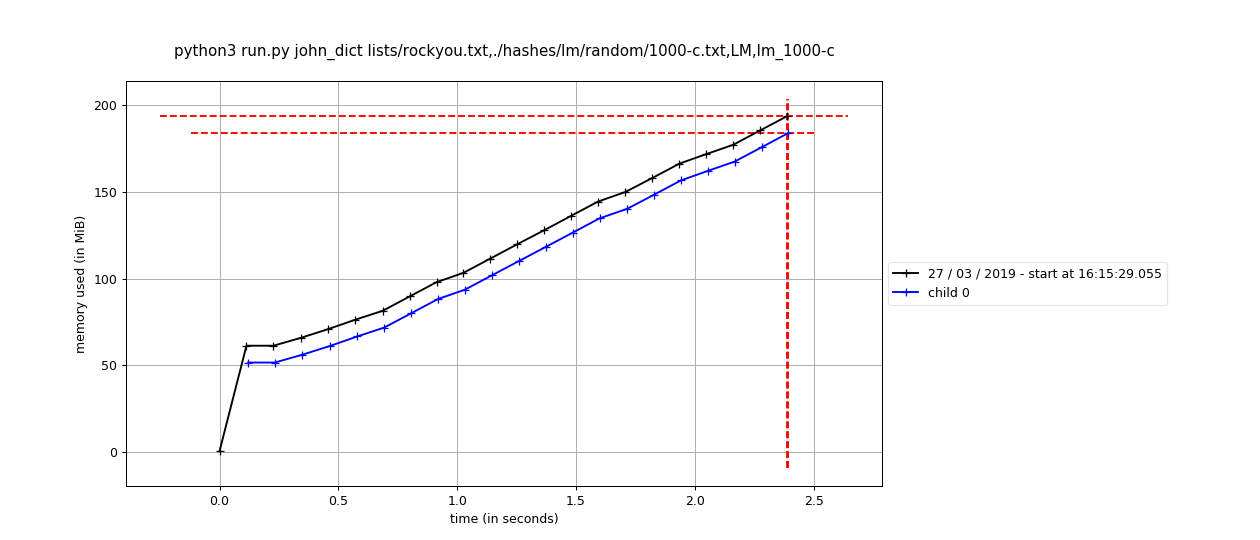 python3 run.py john_dict lists/rockyou.txt,./hashes/lm/random/1000-c.txt,LM,lm_1000-c
200
150
100
50
0
memory used (in MiB)
0.0 0.5 1.0 1.5 2.0 2.5
time (in seconds)
27 / 03 / 2019 - start at 16:15:29.055
child 0